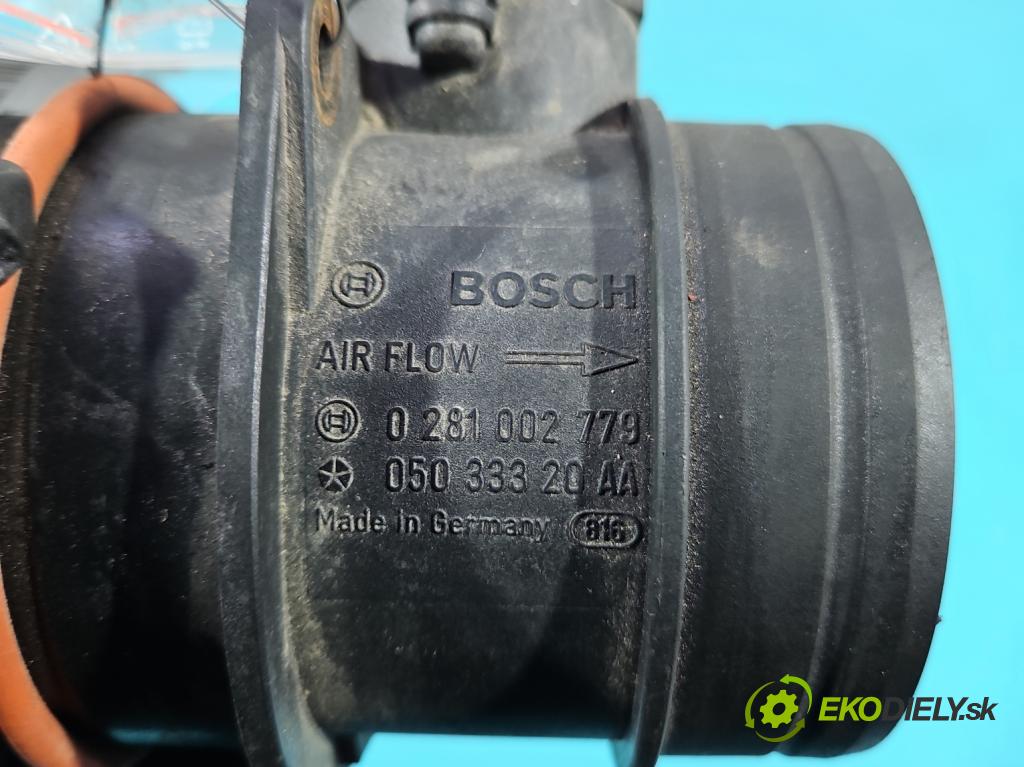 BOSCH
AIR FLOW
0 281 002 779
050 333 20 AA
Made in Germany 816
EKODIELY.sk